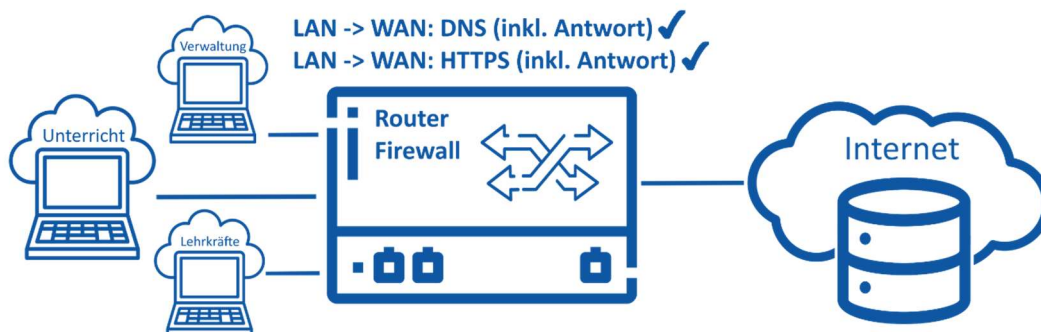 Verwaltung
LAN -> WAN: DNS (inkl. Antwort)
LAN -> WAN: HTTPS (inkl. Antwort)
Unterricht
Router
Firewall
Internet
Lehrkräfte